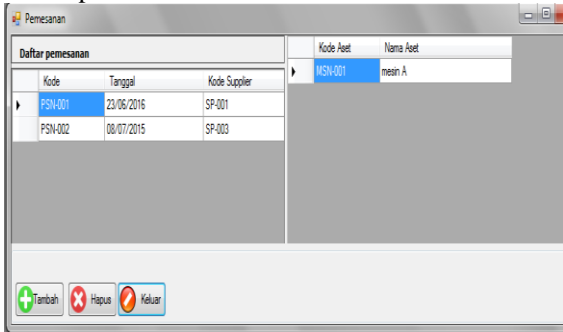 Pemesanan
Daftar pemesanan
Kode Tanggal Kode Supplier
PSN-001 23/06/2016 SP-001
PSN-002 08/07/2015 SP-003
Kode Aset Nama Aset
MSN-001 mesin A
Tambah Hapus Keluar